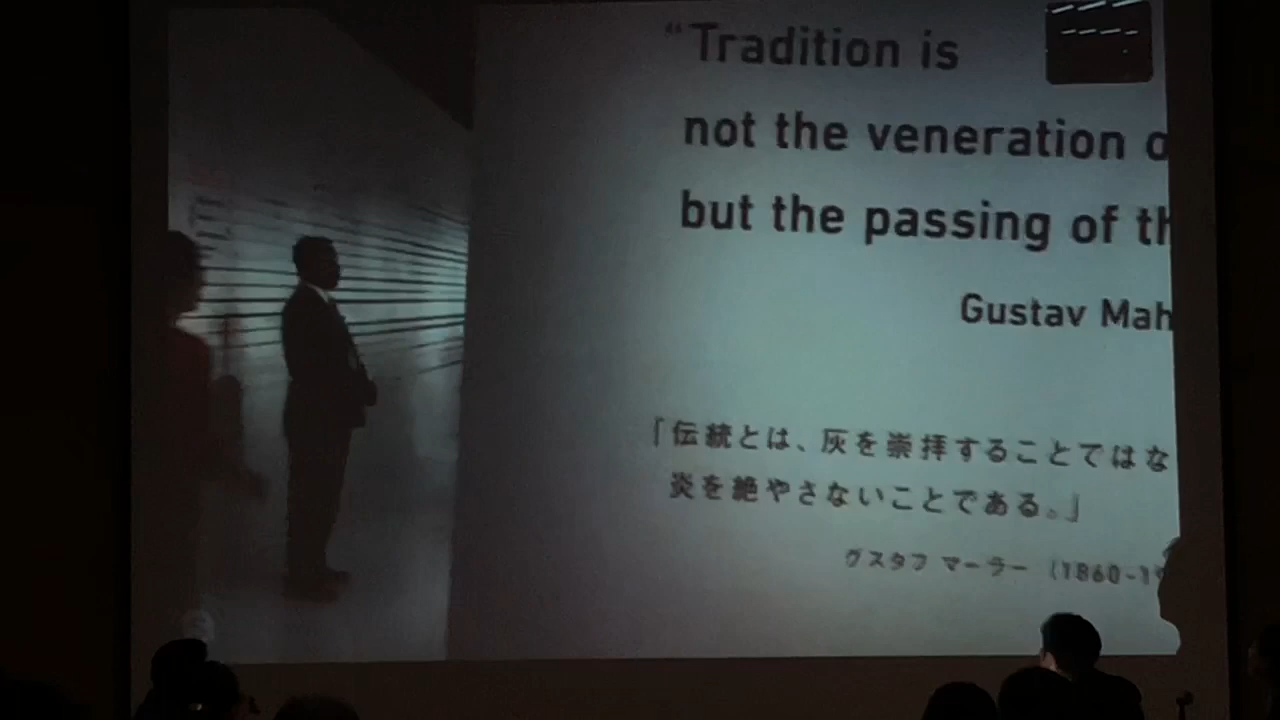 “Tradition is
not the veneration
but the passing of
Gustav
「伝統とは、灰を崇拝することではな
炎を絶やさないことである。」
グスタフ マーラー (1860-1